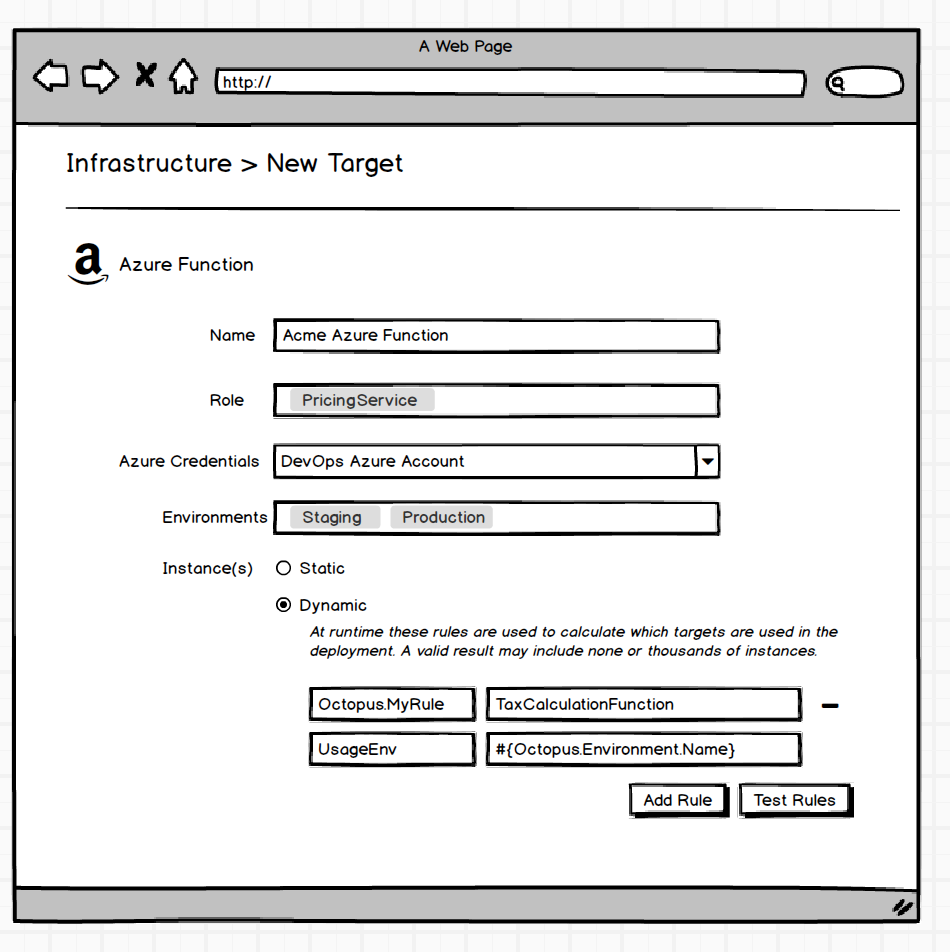 A Web Page
http://
Infrastructure > New Target
a Azure Function
Name Acme Azure Function
Role PricingService
Azure Credentials DevOps Azure Account
Environments Staging Production
Instance(s) Static
Dynamic
At runtime these rules are used to calculate which targets are used in the
deployment. A valid result may include none or thousands of instances.
Octopus.MyRule TaxCalculationFunction
UsageEnv #{Octopus.Environment.Name}
Add Rule Test Rules